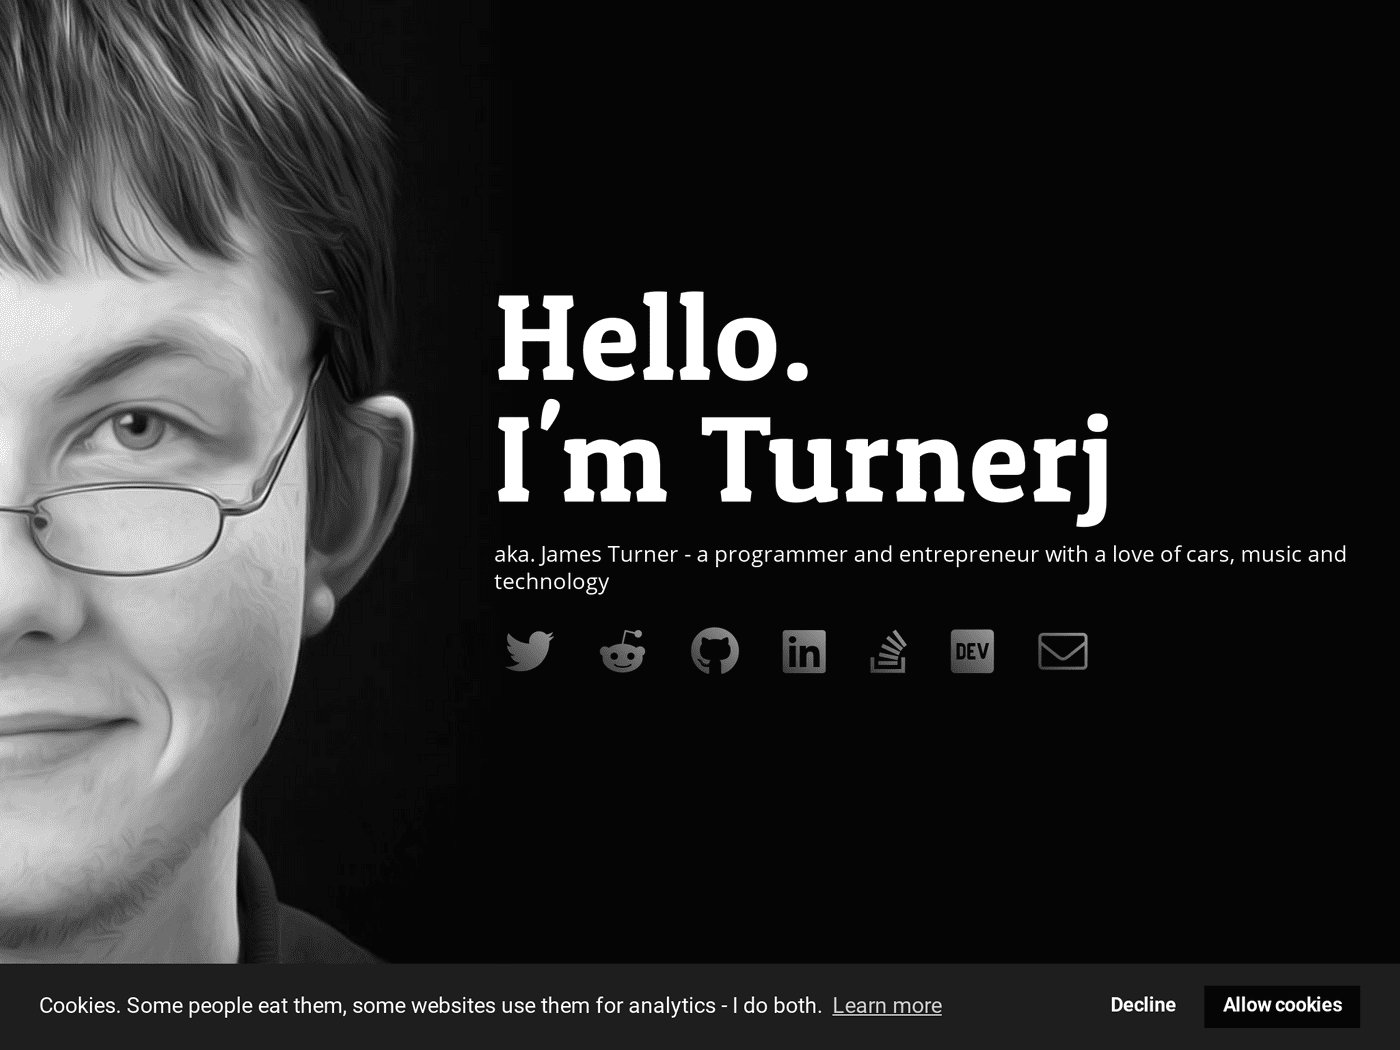 Hello.
I'm Turnerj
aka. James Turner - a programmer and entrepreneur with a love of cars, music and
technology
in
DEV
Cookies. Some people eat them, some websites use them for analytics - I do both. Learn more
Decline
Allow cookies